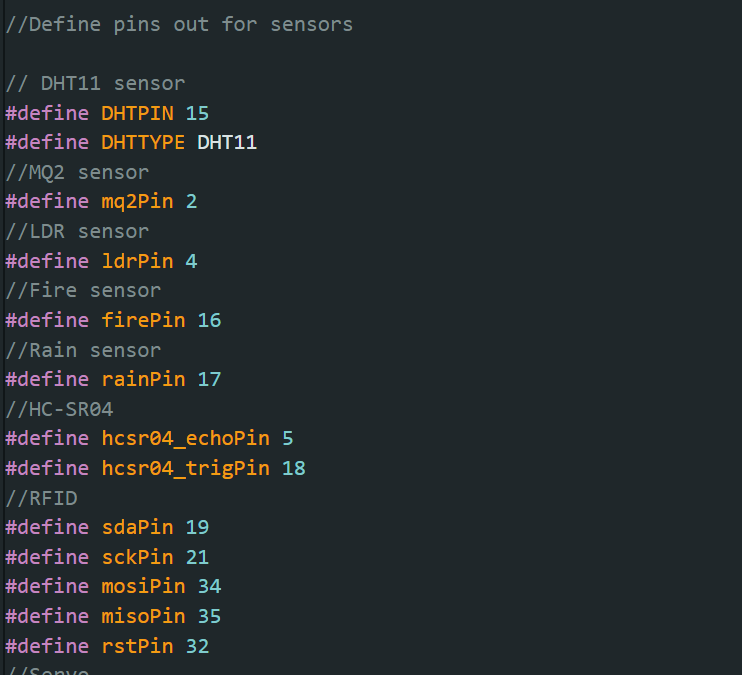 //Define pins out for sensors
// DHT11 sensor
#define DHTPIN 15
#define DHTTYPE DHT11
//MQ2 sensor
#define mq2Pin 2
//LDR sensor
#define ldrPin 4
//Fire sensor
#define firePin 16
//Rain sensor
#define rainPin 17
//HC-SR04
#define hcsr04_echoPin 5
#define hcsr04_trigPin 18
//RFID
#define sdaPin 19
#define sckPin 21
#define mosiPin 34
#define misoPin 35
#define rstPin 32
//Servo